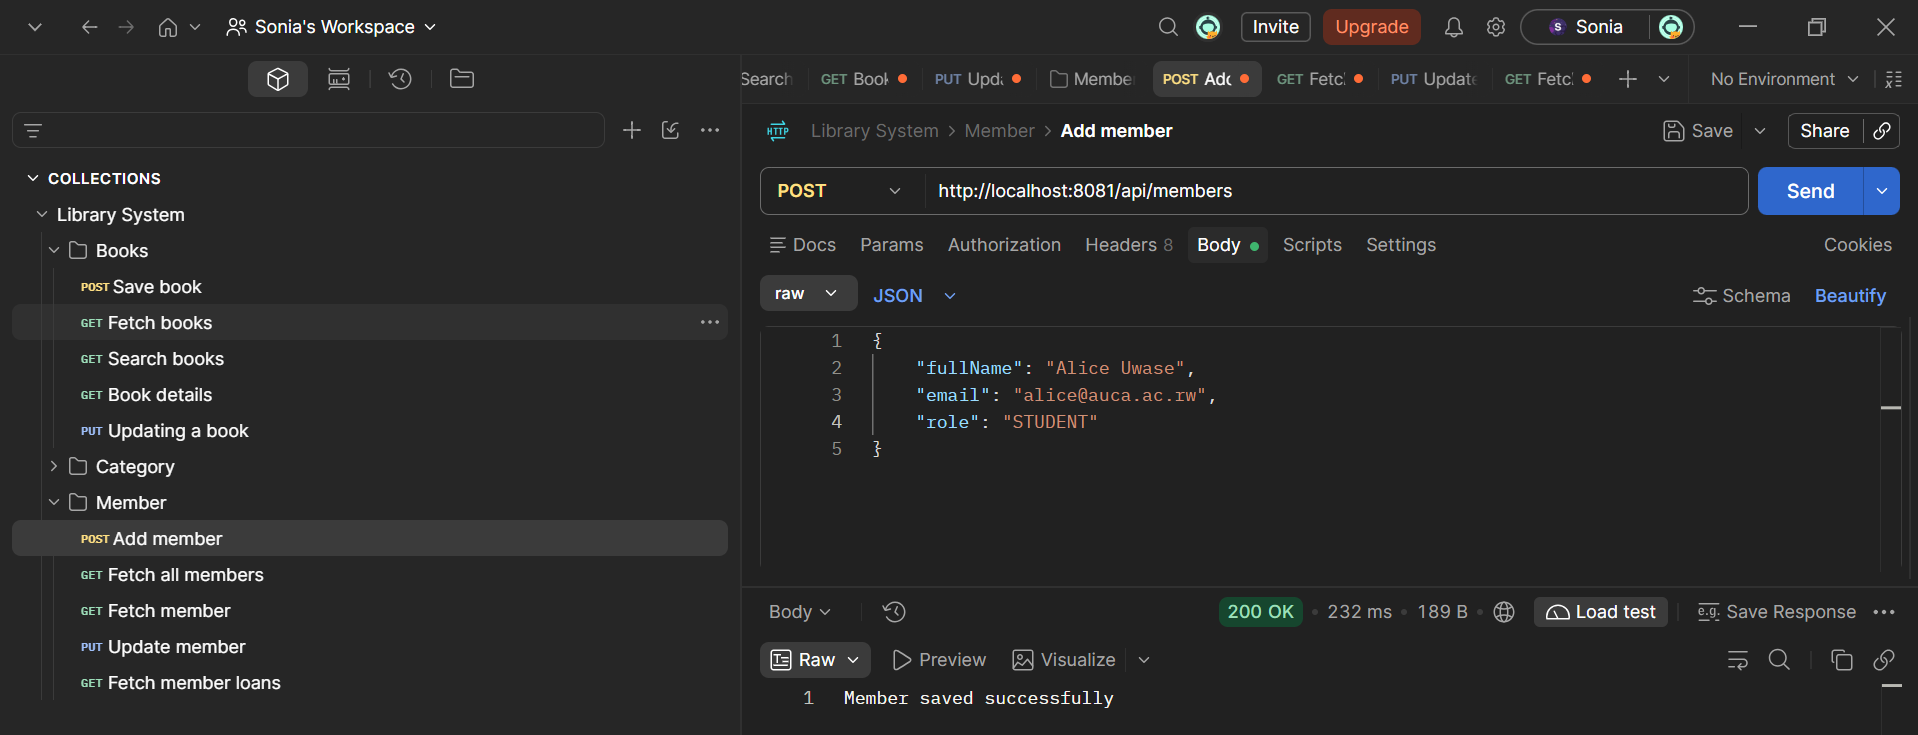 Sonia's Workspace
Invite
Upgrade
S
Sonia
Search
GET Book
PUT Upd
Membe
POST Adc
GET Fetc
PUT Update
GET Fetc
No Environment
HTTP
Library System > Member > Add member
Save
Share
COLLECTIONS
Library System
Books
POST Save book
GET Fetch books
GET Search books
GET Book details
PUT Updating a book
Category
Member
POST Add member
GET Fetch all members
GET Fetch member
PUT Update member
GET Fetch member loans
POST
http://localhost:8081/api/members
Send
Docs
Params
Authorization
Headers 8
Body
Scripts
Settings
Cookies
raw
JSON
Schema
Beautify
1 {
2 "fullName": "Alice Uwase",
3 "email": "alice@auca.ac.rw",
4 "role": "STUDENT"
5 }
Body
200 OK • 232 ms • 189 B
Load test
e.g. Save Response
Raw
Preview
Visualize
1 Member saved successfully